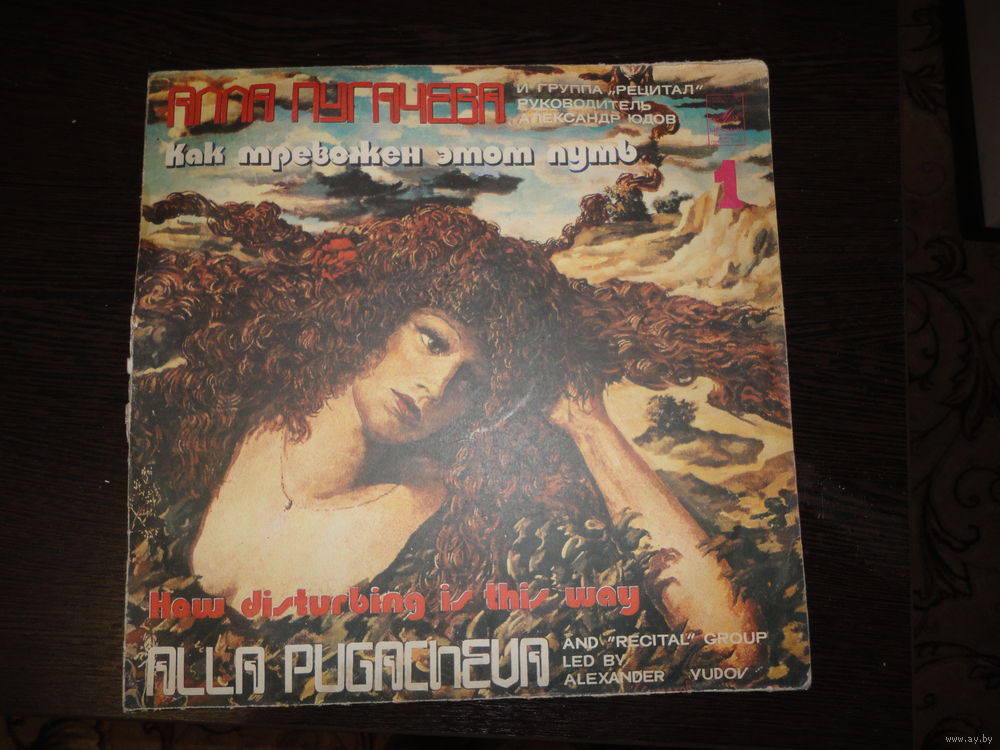 АЛЛА ПУГАЧЕВА
И ГРУППА „РЕЦИТАЛ"
РУКОВОДИТЕЛЬ
АЛЕКСАНДР ЮДОВ
Как тревожен этот путь
1
Haw disturbing is this way
ALLA PUGACHEVA
AND "RECITAL" GROUP
LED BY
ALEXANDER YUDOV
www.ay.by